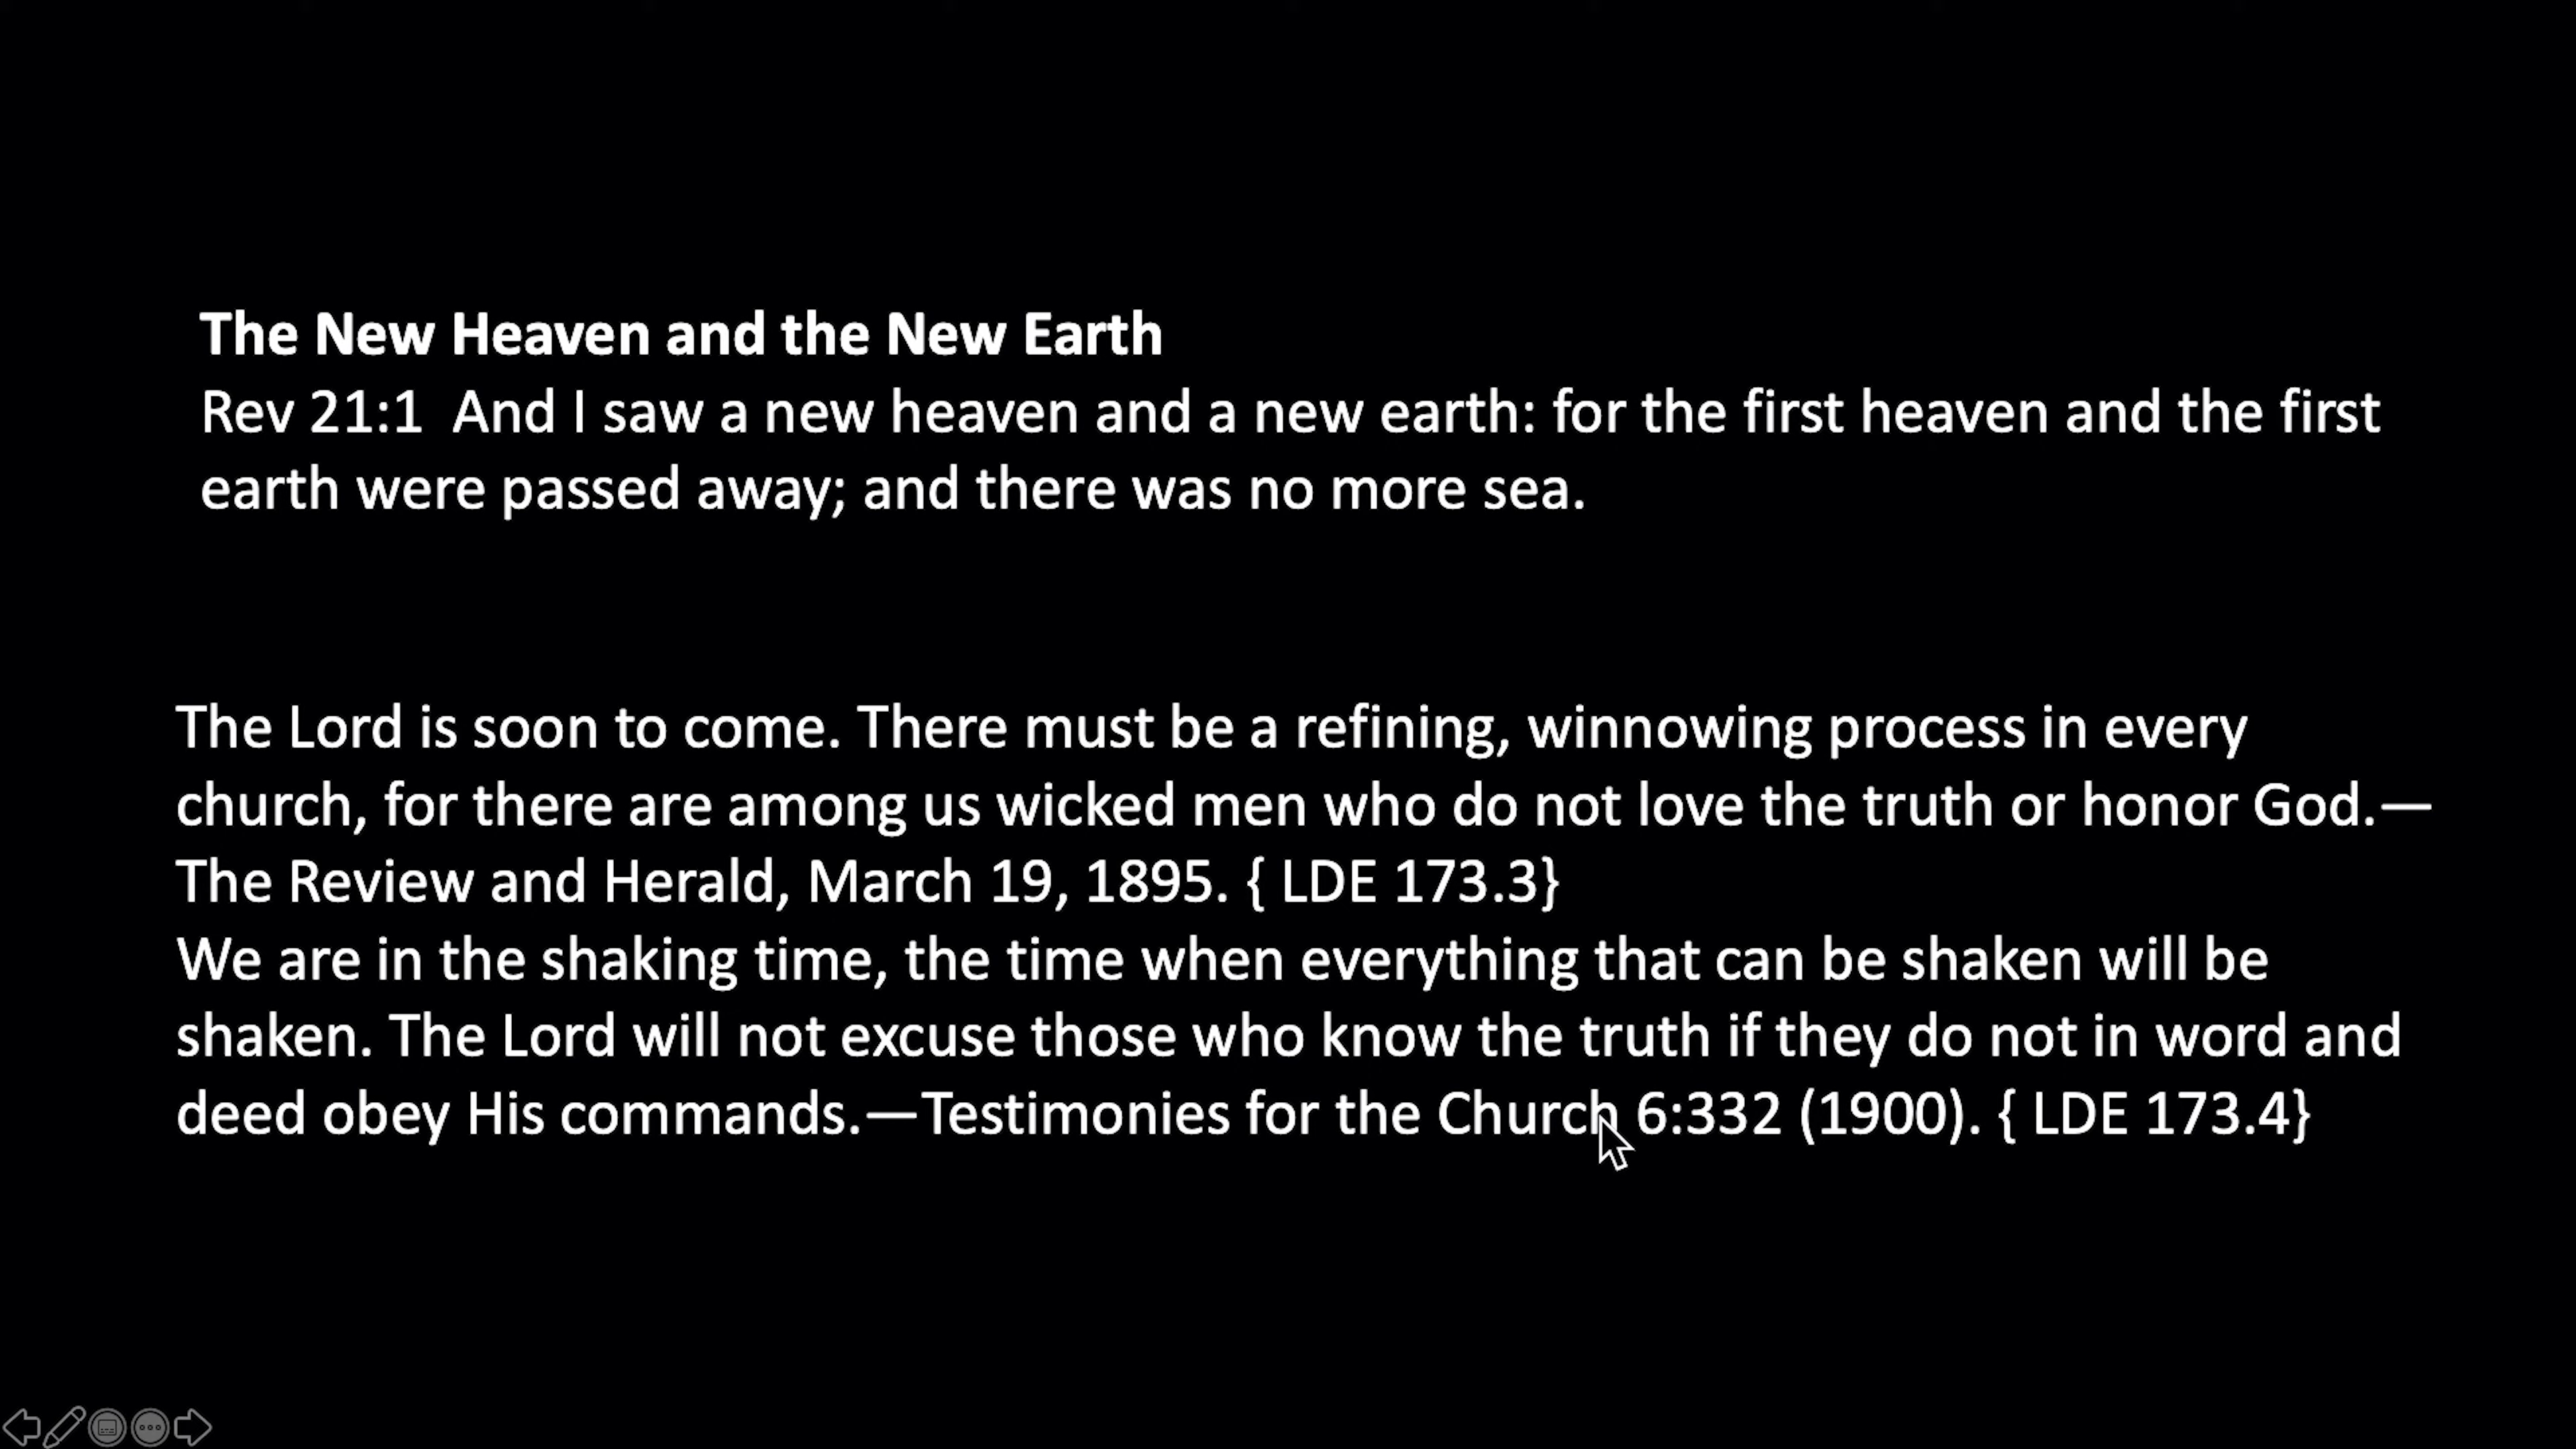 The New Heaven and the New Earth
Rev 21:1  And I saw a new heaven and a new earth: for the first heaven and the first
earth were passed away; and there was no more sea.
The Lord is soon to come. There must be a refining, winnowing process in every
church, for there are among us wicked men who do not love the truth or honor God.—
The Review and Herald, March 19, 1895. { LDE 173.3}
We are in the shaking time, the time when everything that can be shaken will be
shaken. The Lord will not excuse those who know the truth if they do not in word and
deed obey His commands.—Testimonies for the Church 6:332 (1900). { LDE 173.4}